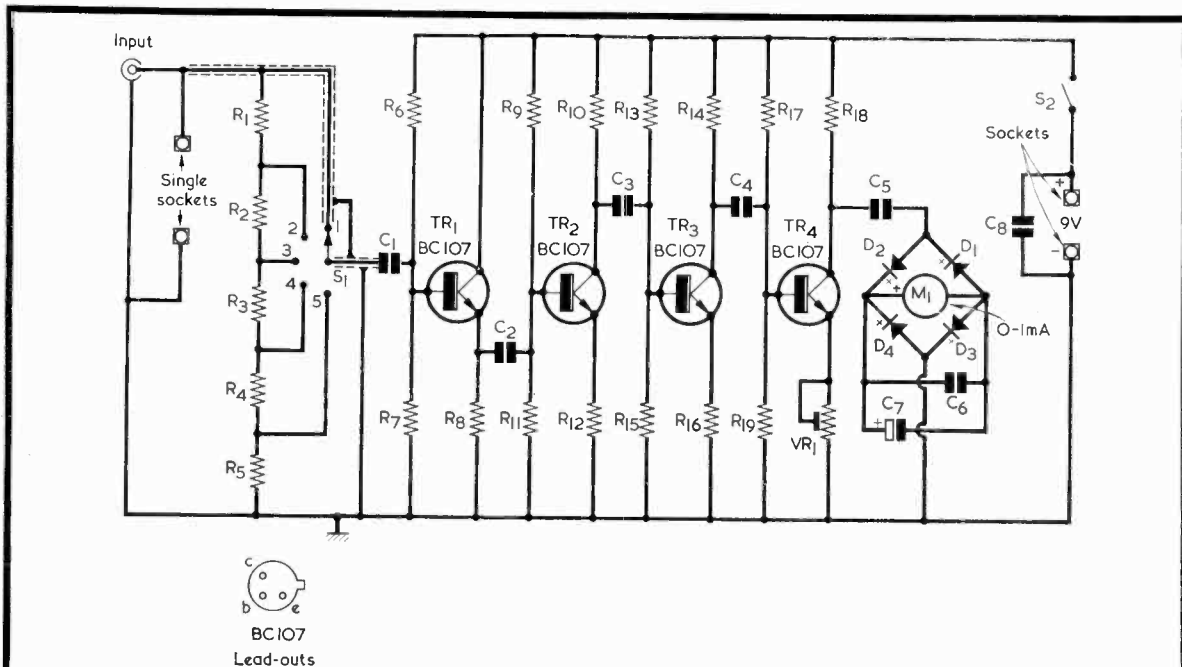 Input
R1
R2
R3
R4
R5
Single
sockets
1
2
3
4
5
S1
C1
R6
R7
TR1
BC107
R8
C2
R9
R11
TR2
BC107
R10
R12
C3
R13
R15
TR3
BC107
R14
R16
C4
R17
R19
TR4
BC107
R18
VR1
C5
D2
D1
+
M1
D4
D3
O-1mA
C6
C7
+
S2
Sockets
+
9V
−
C8
c
b
e
BC107
Lead-outs